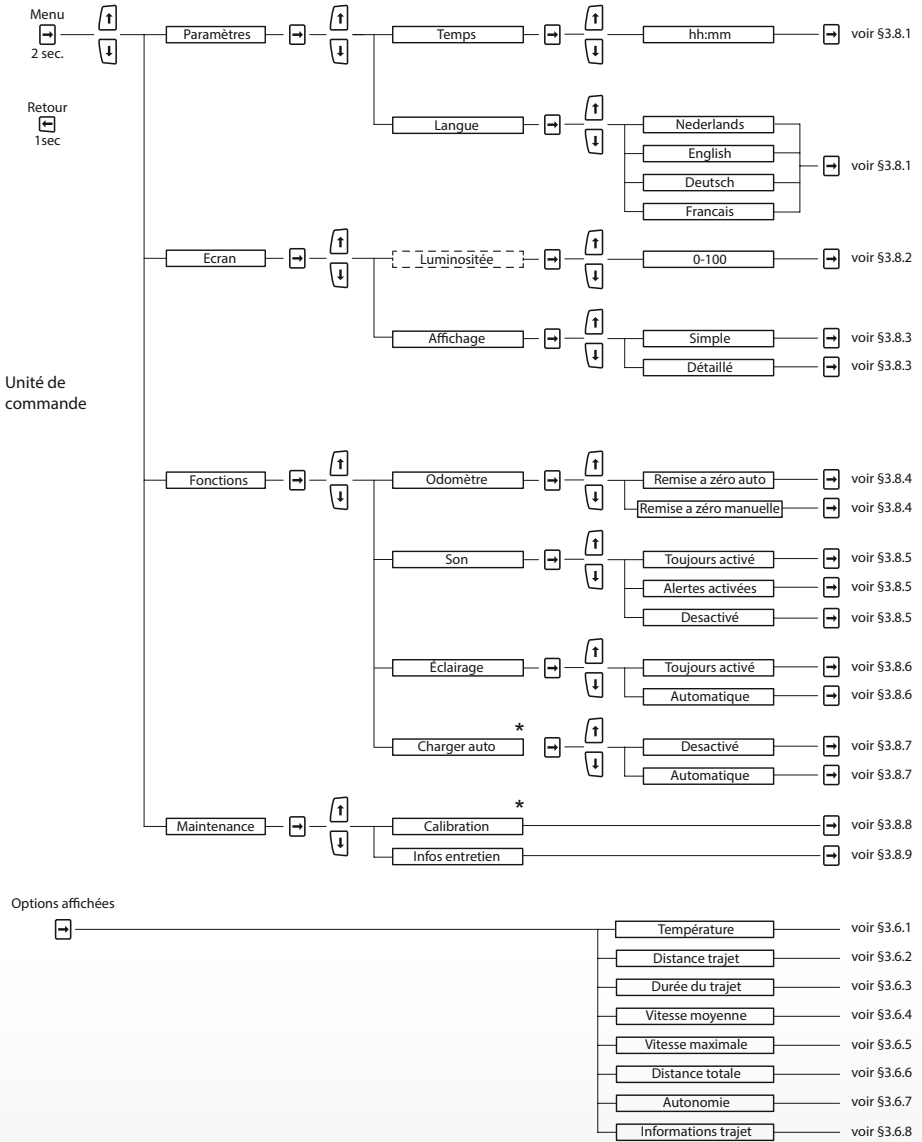 Menu
2 sec.
Paramètres
Temps
hh:mm
voir §3.8.1
Retour
1sec
Langue
Nederlands
English
Deutsch
Francais
voir §3.8.1
Ecran
Luminositée
0-100
voir §3.8.2
Affichage
Simple
voir §3.8.3
Détaillé
voir §3.8.3
Unité de
commande
Fonctions
Odomètre
Remise a zéro auto
voir §3.8.4
Remise a zéro manuelle
voir §3.8.4
Son
Toujours activé
voir §3.8.5
Alertes activées
voir §3.8.5
Desactivé
voir §3.8.5
Éclairage
Toujours activé
voir §3.8.6
Automatique
voir §3.8.6
*
Charger auto
Desactivé
voir §3.8.7
Automatique
voir §3.8.7
*
Maintenance
Calibration
voir §3.8.8
Infos entretien
voir §3.8.9
Options affichées
Température
voir §3.6.1
Distance trajet
voir §3.6.2
Durée du trajet
voir §3.6.3
Vitesse moyenne
voir §3.6.4
Vitesse maximale
voir §3.6.5
Distance totale
voir §3.6.6
Autonomie
voir §3.6.7
Informations trajet
voir §3.6.8